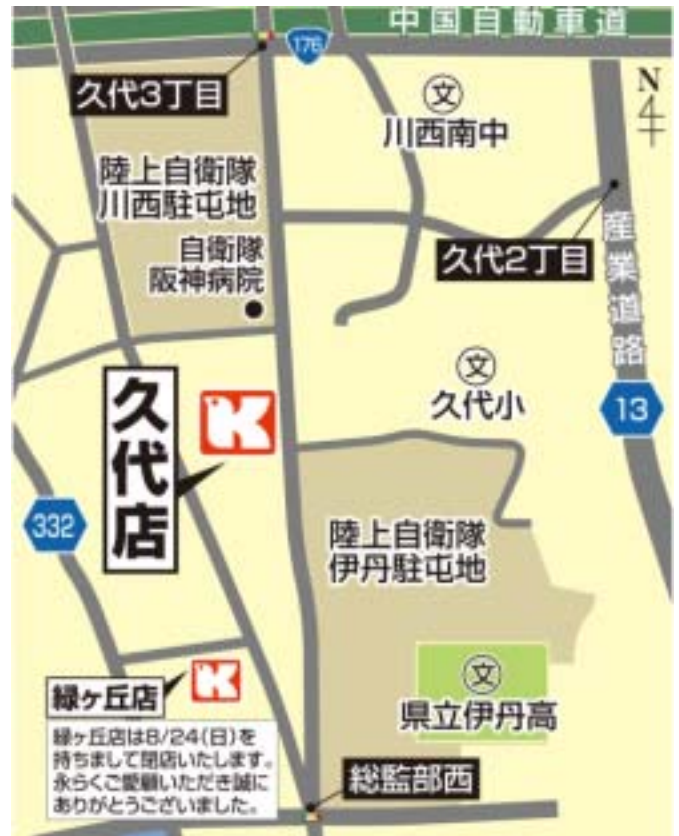 中国自動車道
176
久代3丁目
文
川西南中
N
陸上自衛隊
川西駐屯地
自衛隊
阪神病院
久代2丁目
産業道路
文
久代小
13
久代店
K
332
陸上自衛隊
伊丹駐屯地
文
県立伊丹高
K
緑ヶ丘店
緑ヶ丘店は8/24(日)を
持ちまして閉店いたします。
永らくご愛顧いただき誠に
ありがとうございました。
総監部西